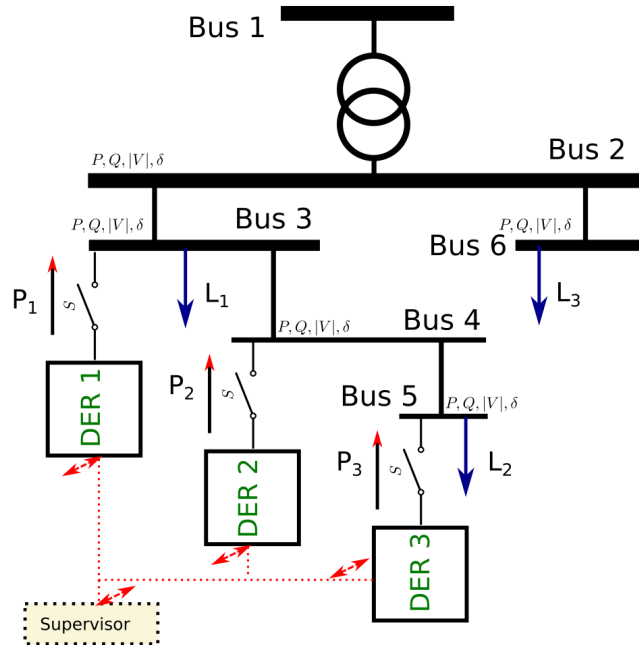 Bus 1
Bus 2
P, Q, |V|, δ
Bus 3
P, Q, |V|, δ
P, Q, |V|, δ
Bus 6
P₁
S
L₁
L₃
Bus 4
P, Q, |V|, δ
P₂
S
DER 1
Bus 5
P, Q, |V|, δ
P₃
S
L₂
DER 2
DER 3
Supervisor